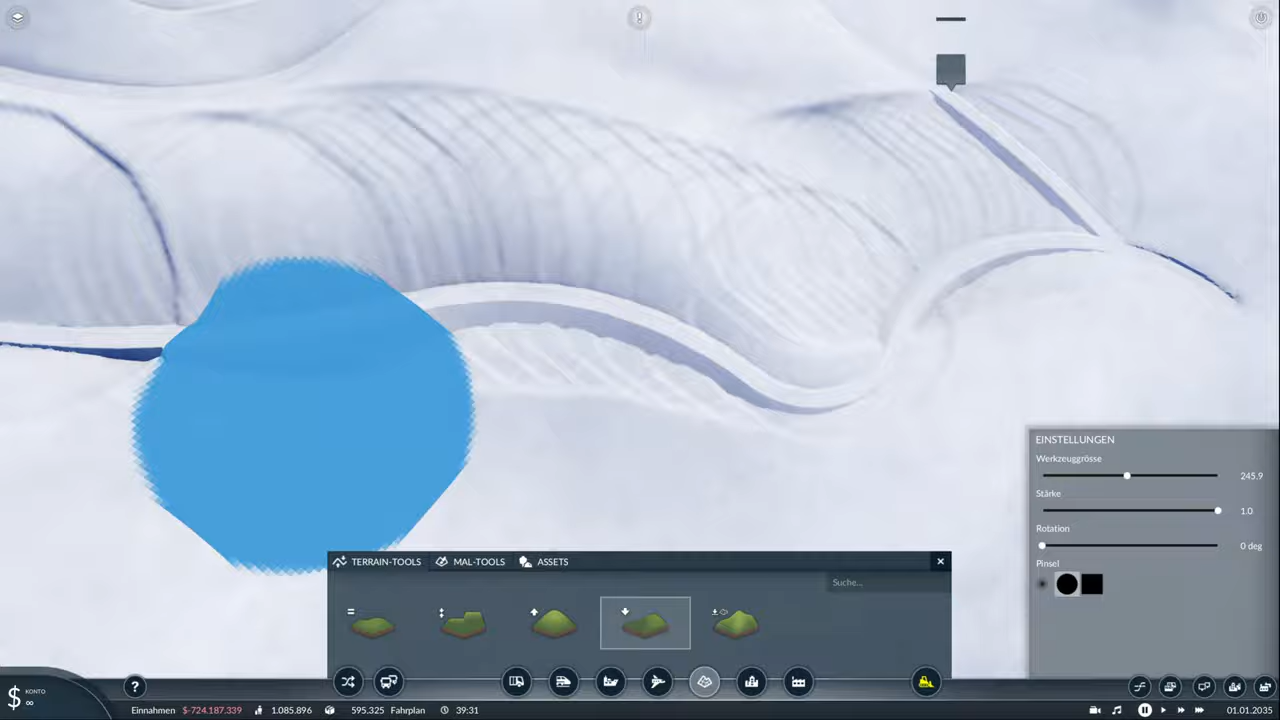 EINSTELLUNGEN
Werkzeuggrösse
245.9
Stärke
1.0
Rotation
0 deg
Pinsel
TERRAIN-TOOLS MAL-TOOLS ASSETS
Suche...
$ KONTO ∞
?
Einnahmen $-724.187.339 1.085.896 595.325 Fahrplan 39:31 01.01.2035